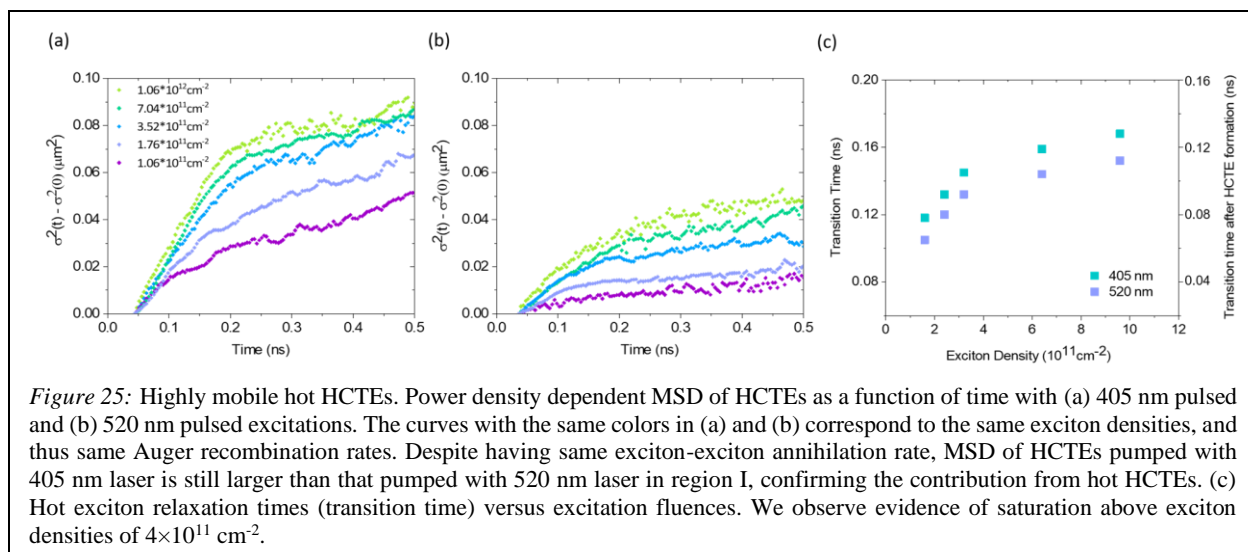 (a)
0.10
0.08
0.06
0.04
0.02
0.00
σ²(t) - σ²(0) (μm²)
1.06*10¹²cm⁻²
7.04*10¹¹cm⁻²
3.52*10¹¹cm⁻²
1.76*10¹¹cm⁻²
1.06*10¹¹cm⁻²
0.0 0.1 0.2 0.3 0.4 0.5
Time (ns)
(b)
0.10
0.08
0.06
0.04
0.02
0.00
σ²(t) - σ²(0) (μm²)
0.0 0.1 0.2 0.3 0.4 0.5
Time (ns)
(c)
0.20
0.16
0.12
0.08
Transition Time (ns)
0.16
0.12
0.08
0.04
Transition time after HCTE formation (ns)
405 nm
520 nm
0 2 4 6 8 10 12
Exciton Density (10¹¹cm⁻²)
Figure 25: Highly mobile hot HCTEs. Power density dependent MSD of HCTEs as a function of time with (a) 405 nm pulsed
and (b) 520 nm pulsed excitations. The curves with the same colors in (a) and (b) correspond to the same exciton densities, and
thus same Auger recombination rates. Despite having same exciton-exciton annihilation rate, MSD of HCTEs pumped with
405 nm laser is still larger than that pumped with 520 nm laser in region I, confirming the contribution from hot HCTEs. (c)
Hot exciton relaxation times (transition time) versus excitation fluences. We observe evidence of saturation above exciton
densities of 4×10¹¹ cm⁻².